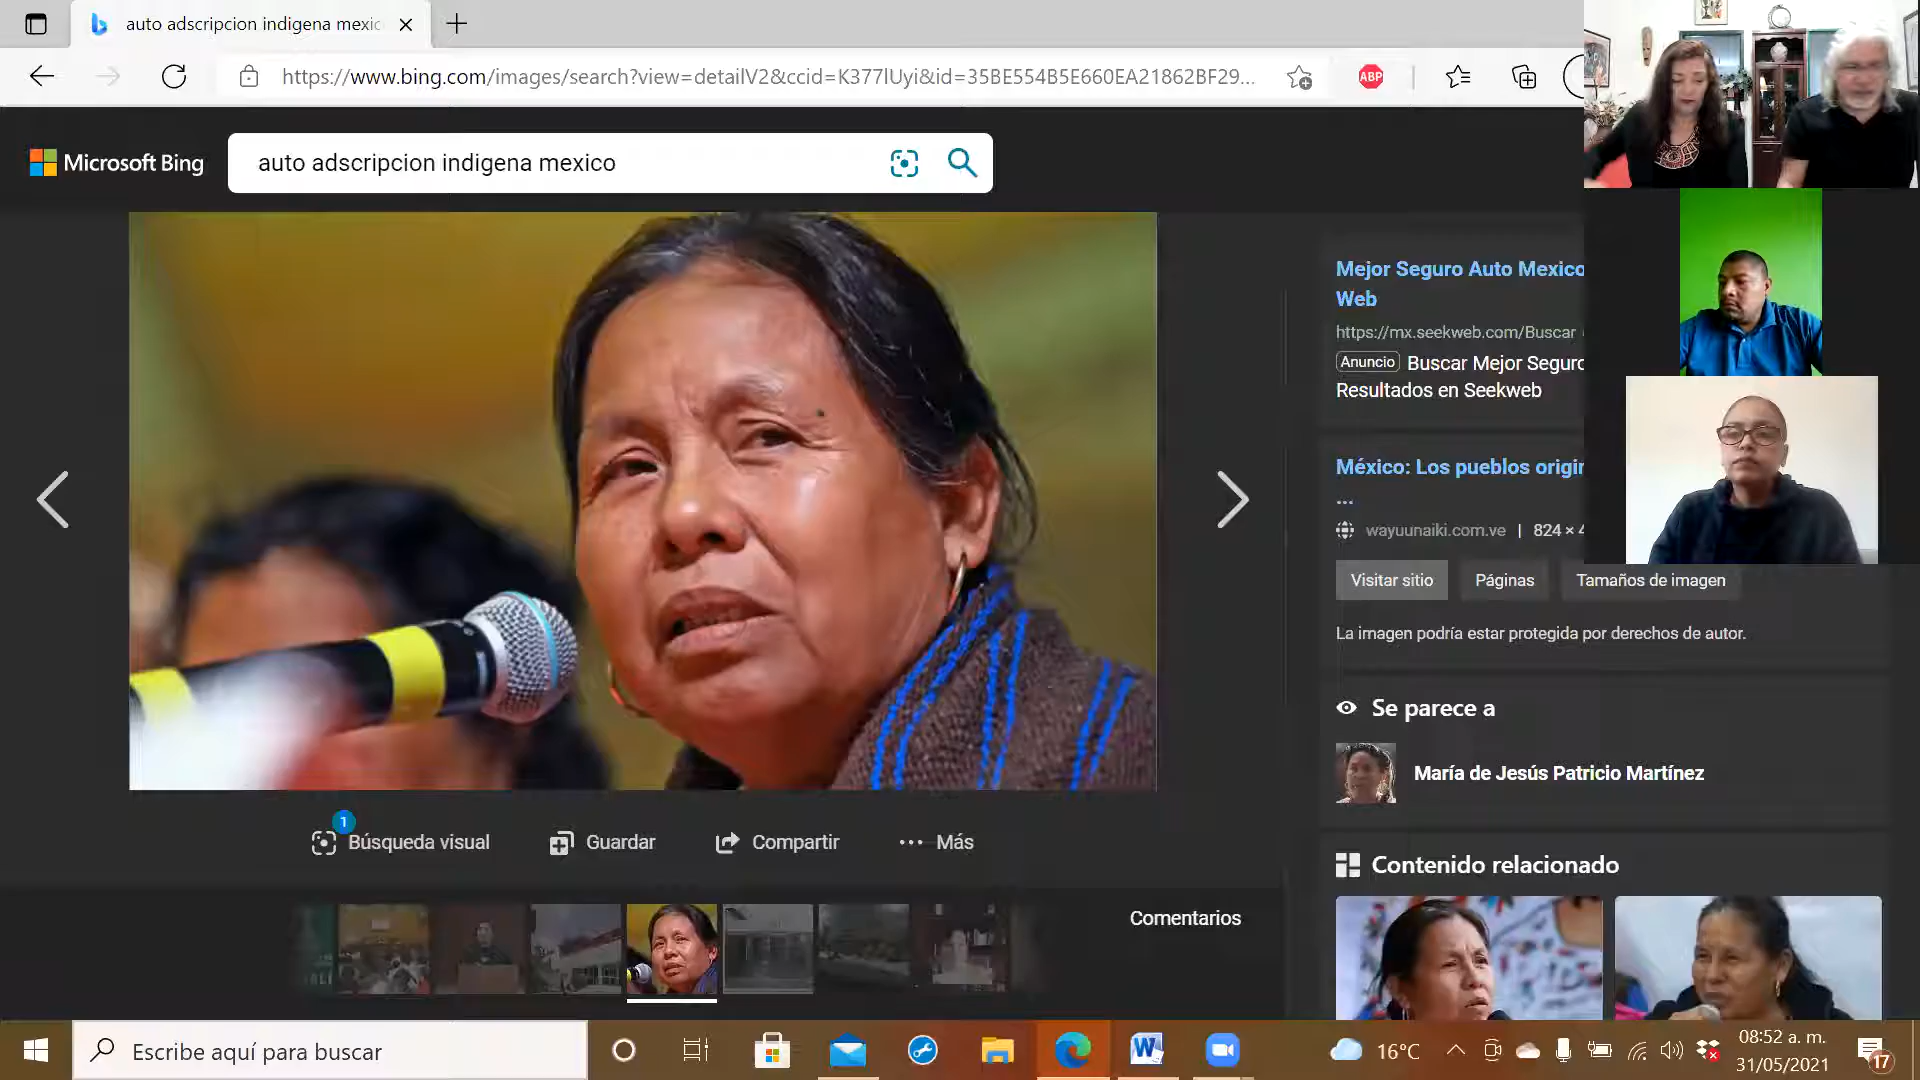 auto adscripcion indigena mexic
https://www.bing.com/images/search?view=detailV2&ccid=K377lUyi&id=35BE554B5E660EA21862BF29...
ABP
Microsoft Bing
auto adscripcion indigena mexico
Mejor Seguro Auto Mexico
Web
https://mx.seekweb.com/Buscar
Anuncio Buscar Mejor Seguro
Resultados en Seekweb
México: Los pueblos origin
...
wayuunaiki.com.ve | 824 × 4
Visitar sitio Páginas Tamaños de imagen
La imagen podría estar protegida por derechos de autor.
Se parece a
María de Jesús Patricio Martínez
1
Búsqueda visual Guardar Compartir Más
Contenido relacionado
Comentarios
Escribe aquí para buscar
16°C
08:52 a. m.
31/05/2021
17